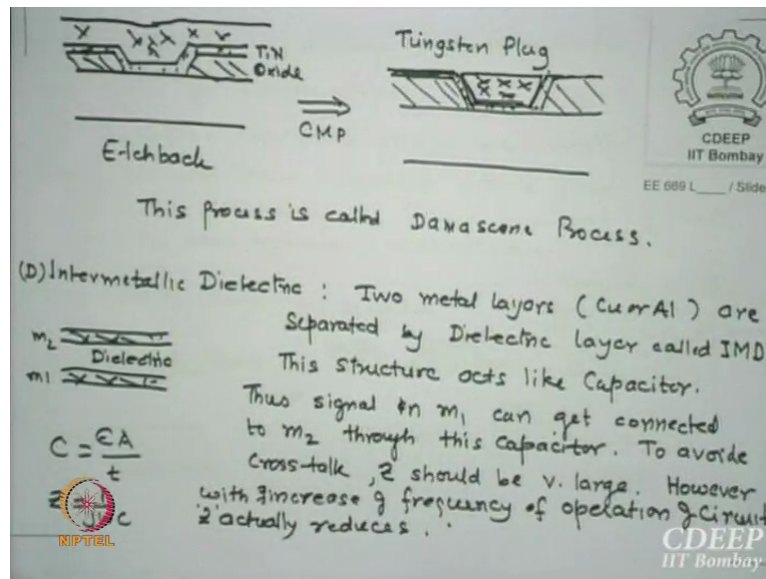 TiN
Oxide
Etchback
CMP
Tungsten Plug
CDEEP
IIT Bombay
EE 669 L____ / Slide
This process is called Damascene Process.
(D) Intermetallic Dielectric : Two metal layors (Cu or Al) are
separated by Dielectric layer called IMD
This structure acts like Capacitor.
Thus signal in m1 can get connected
to m2 through this capacitor. To avoide
cross-talk, Z should be v. large. However
with increase of frequency of operation of circuit
Z actually reduces.
m2
Dielectric
m1
C = εA
t
NPTEL
CDEEP
IIT Bombay